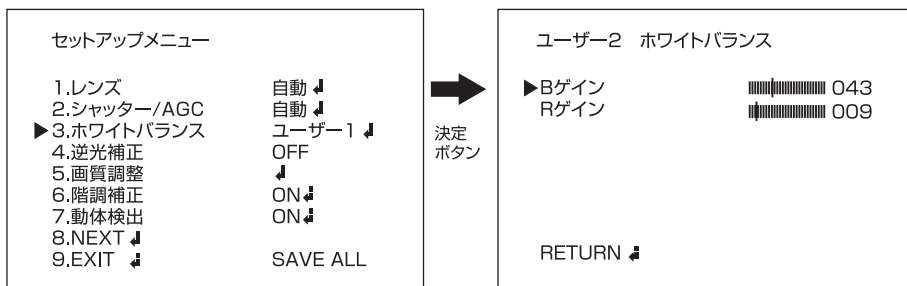 セットアップメニュー
1.レンズ 自動↲
2.シャッター/AGC 自動↲
▶3.ホワイトバランス ユーザー1↲
4.逆光補正 OFF
5.画質調整 ↲
6.階調補正 ON↲
7.動体検出 ON↲
8.NEXT↲
9.EXIT ↲ SAVE ALL
決定
ボタン
ユーザー2 ホワイトバランス
▶Bゲイン 043
Rゲイン 009
RETURN ↲